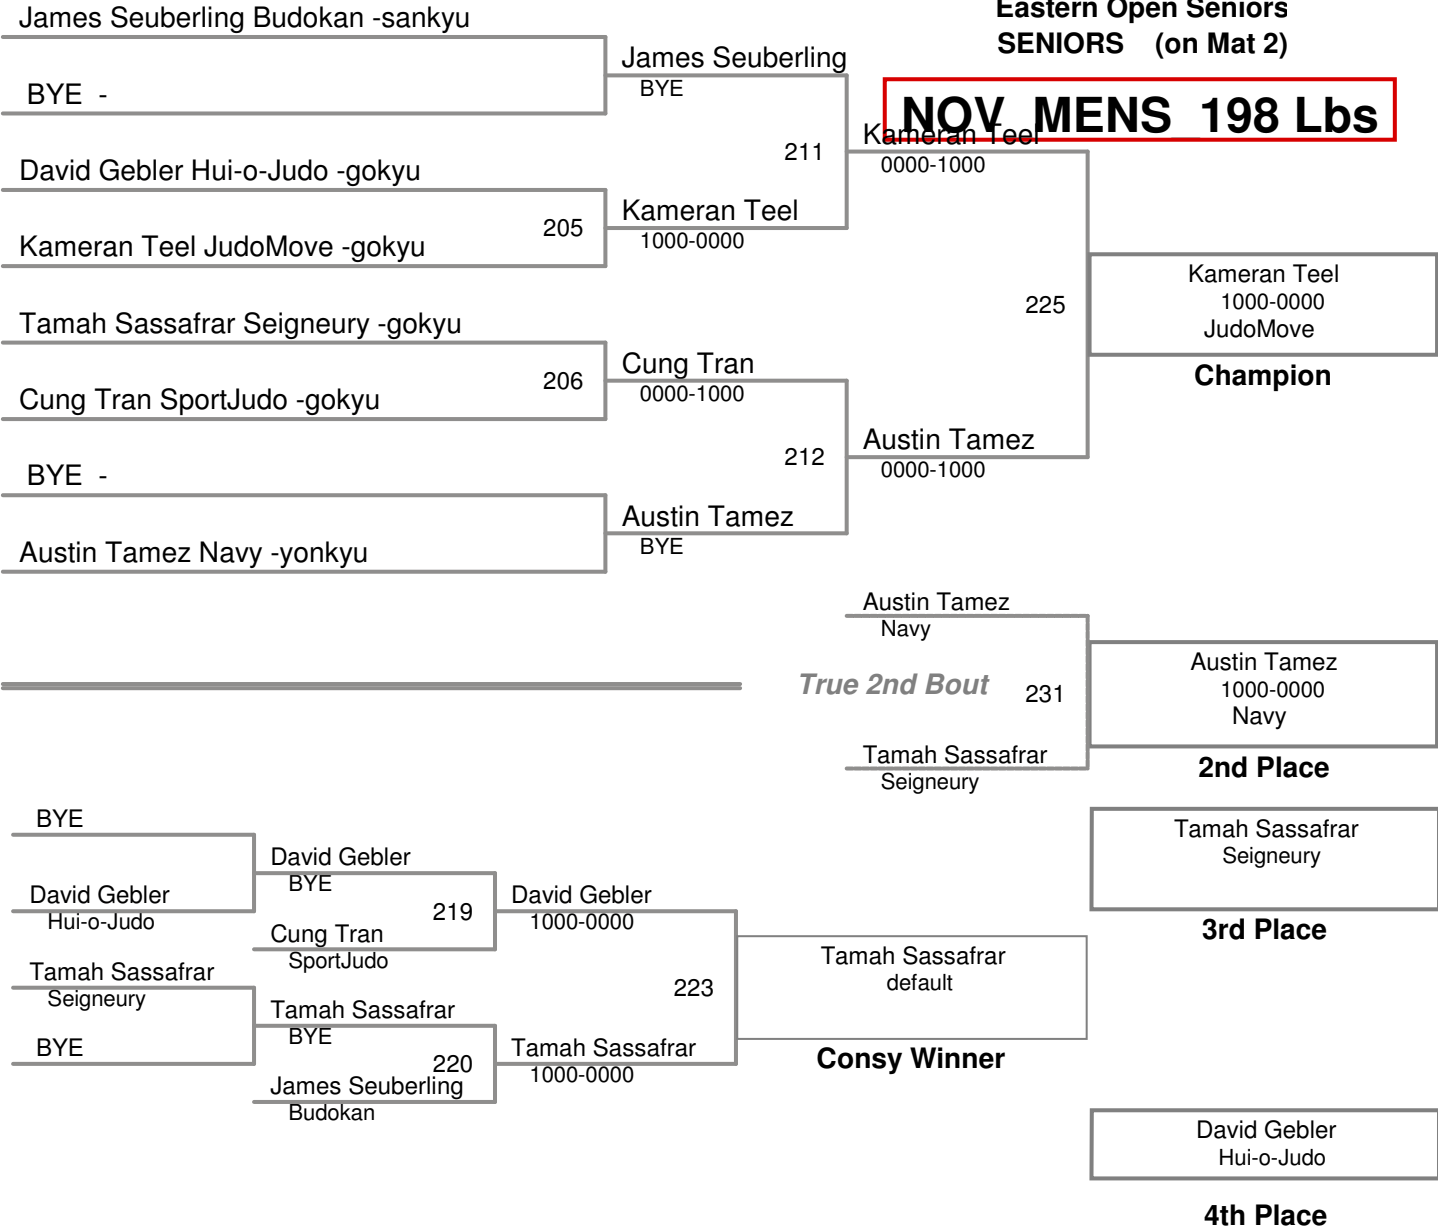 Eastern Open Seniors
SENIORS (on Mat 2)
NOV MENS 198 Lbs
James Seuberling Budokan -sankyu
BYE -
David Gebler Hui-o-Judo -gokyu
Kameran Teel JudoMove -gokyu
Tamah Sassafrar Seigneury -gokyu
Cung Tran SportJudo -gokyu
BYE -
Austin Tamez Navy -yonkyu
205
206
James Seuberling
BYE
Kameran Teel
1000-0000
Cung Tran
0000-1000
Austin Tamez
BYE
211
212
Kameran Teel
0000-1000
Austin Tamez
0000-1000
225
Kameran Teel
1000-0000
JudoMove
Champion
Austin Tamez
Navy
True 2nd Bout 231
Tamah Sassafrar
Seigneury
Austin Tamez
1000-0000
Navy
2nd Place
Tamah Sassafrar
Seigneury
3rd Place
BYE
David Gebler
Hui-o-Judo
Tamah Sassafrar
Seigneury
BYE
David Gebler
BYE
219
Cung Tran
SportJudo
Tamah Sassafrar
BYE
220
James Seuberling
Budokan
David Gebler
1000-0000
223
Tamah Sassafrar
1000-0000
Tamah Sassafrar
default
Consy Winner
David Gebler
Hui-o-Judo
4th Place